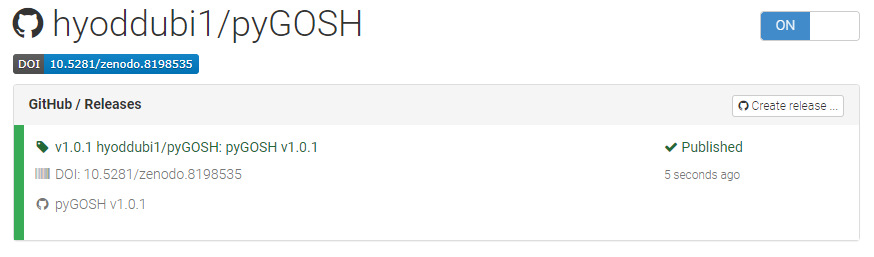 hyoddubi1/pyGOSH
ON
DOI 10.5281/zenodo.8198535
GitHub / Releases
Create release ...
v1.0.1 hyoddubi1/pyGOSH: pyGOSH v1.0.1
Published
DOI: 10.5281/zenodo.8198535
5 seconds ago
pyGOSH v1.0.1